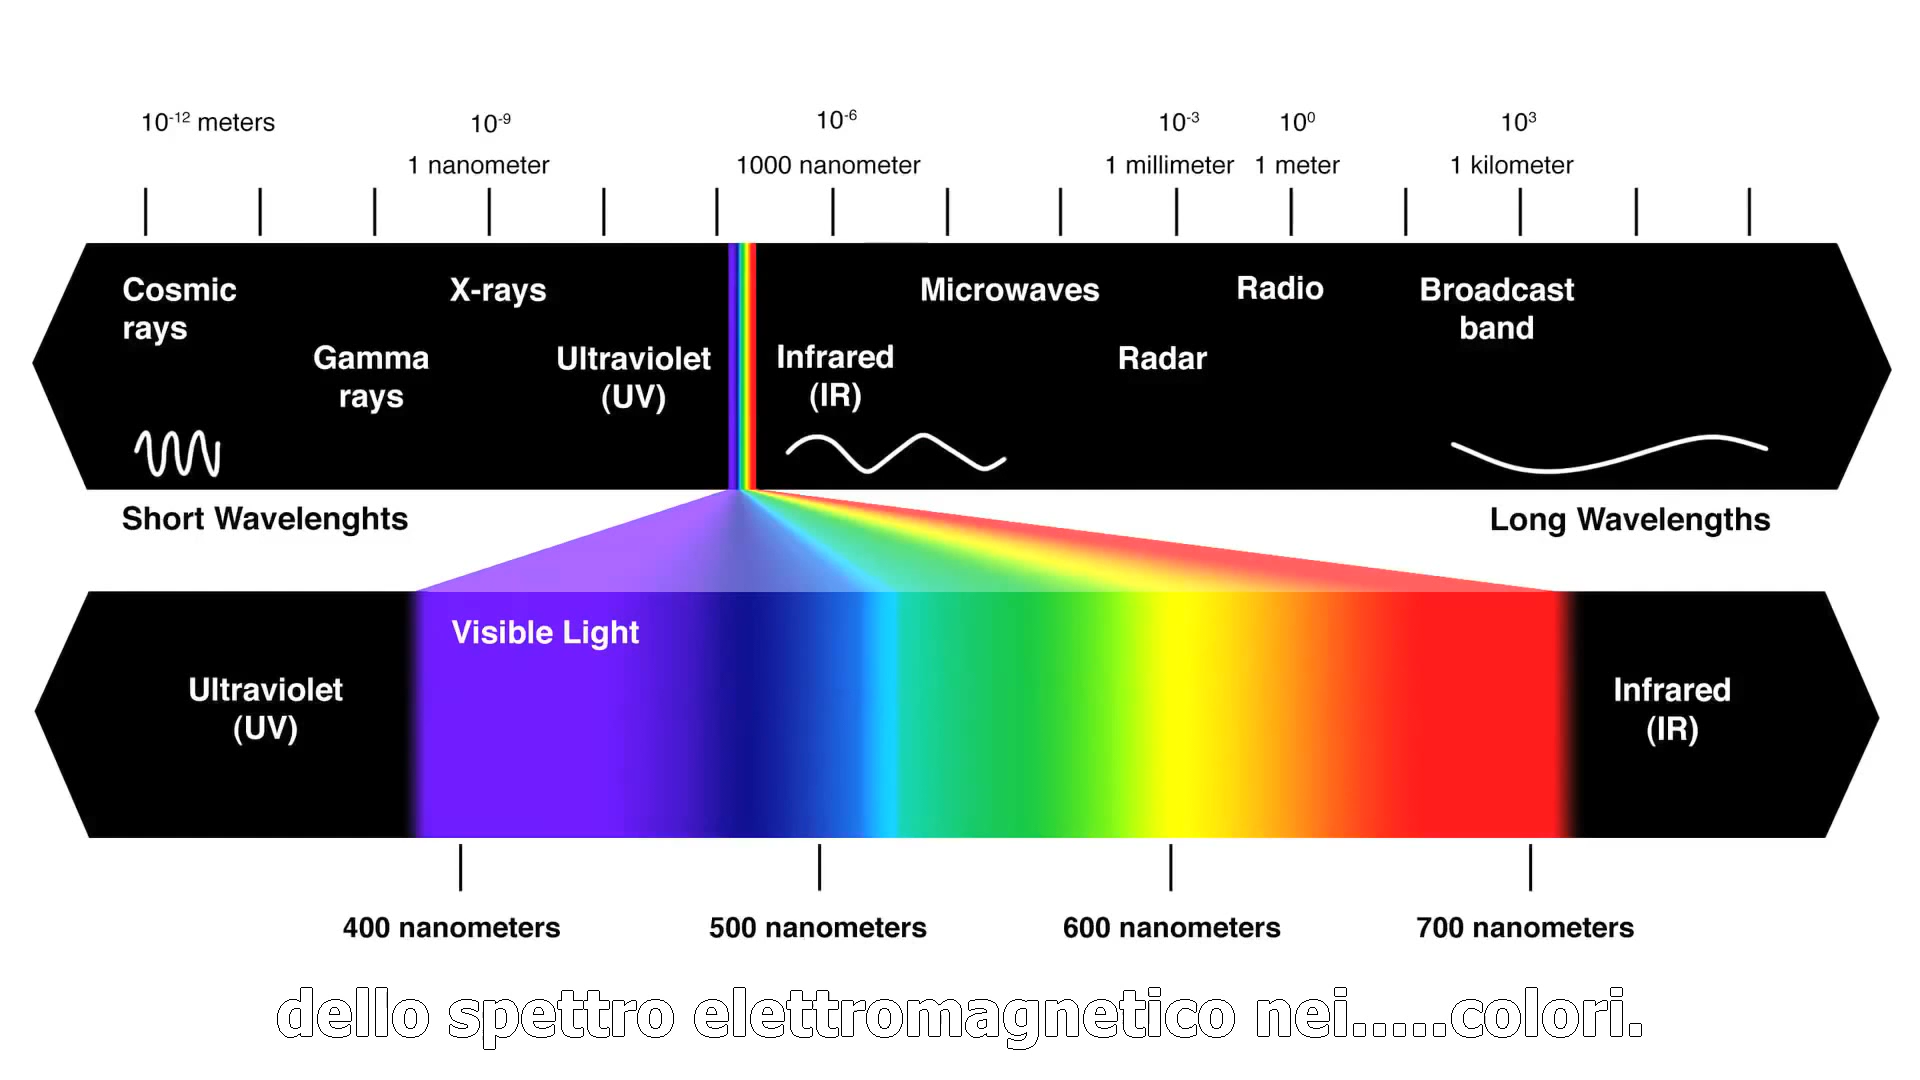 10⁻¹² meters
10⁻⁹
1 nanometer
10⁻⁶
1000 nanometer
10⁻³
1 millimeter
10⁰
1 meter
10³
1 kilometer
Cosmic
rays
Gamma
rays
X-rays
Ultraviolet
(UV)
Infrared
(IR)
Microwaves
Radar
Radio
Broadcast
band
Short Wavelenghts
Long Wavelengths
Ultraviolet
(UV)
Visible Light
Infrared
(IR)
400 nanometers
500 nanometers
600 nanometers
700 nanometers
dello spettro elettromagnetico nei.....colori.